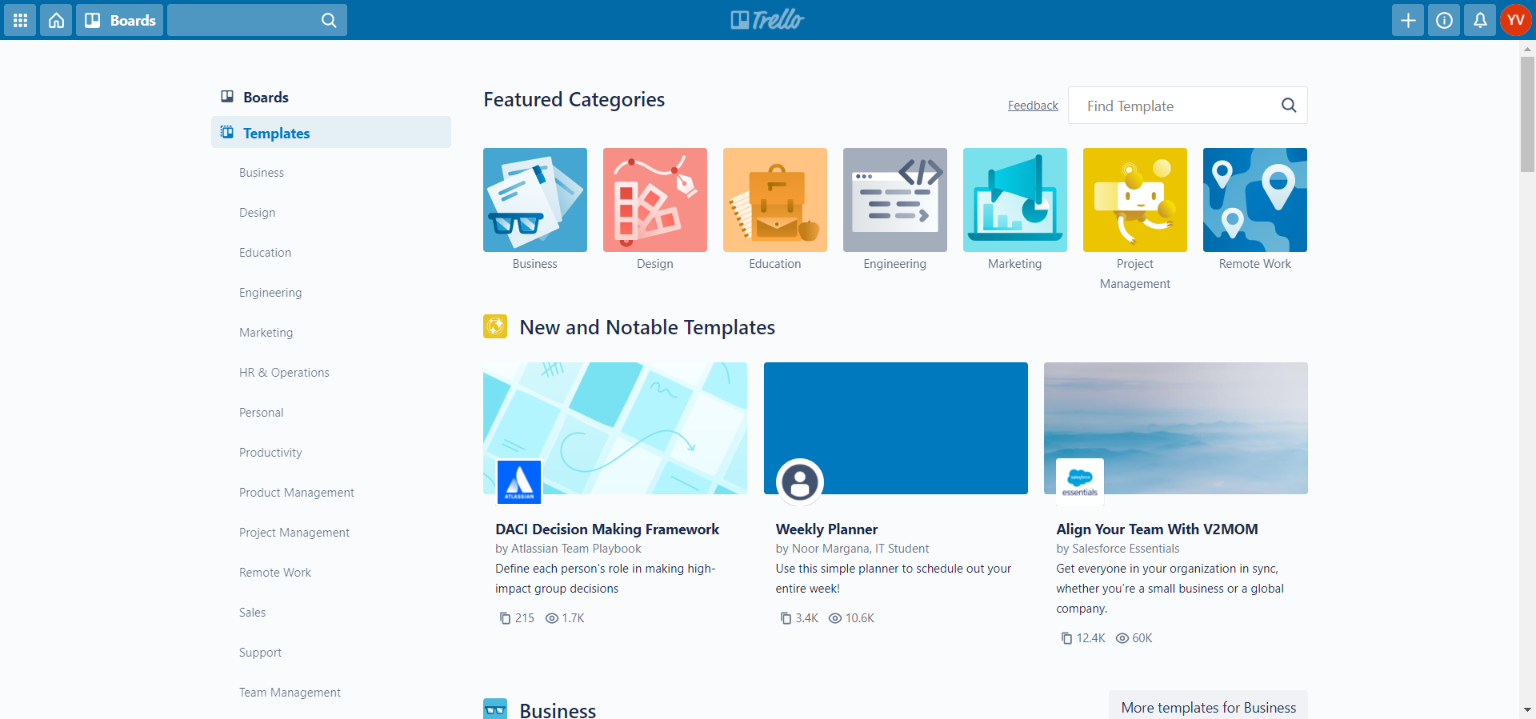 Boards
Trello
YV
Boards
Templates
Business
Design
Education
Engineering
Marketing
HR & Operations
Personal
Productivity
Product Management
Project Management
Remote Work
Sales
Support
Team Management
Featured Categories
Feedback
Find Template
Business
Design
Education
Engineering
Marketing
Project
Management
Remote Work
New and Notable Templates
ATLASSIAN
DACI Decision Making Framework
by Atlassian Team Playbook
Define each person's role in making high-
impact group decisions
215 1.7K
Weekly Planner
by Noor Margana, IT Student
Use this simple planner to schedule out your
entire week!
3.4K 10.6K
salesforce
essentials
Align Your Team With V2MOM
by Salesforce Essentials
Get everyone in your organization in sync,
whether you're a small business or a global
company.
12.4K 60K
Business
More templates for Business